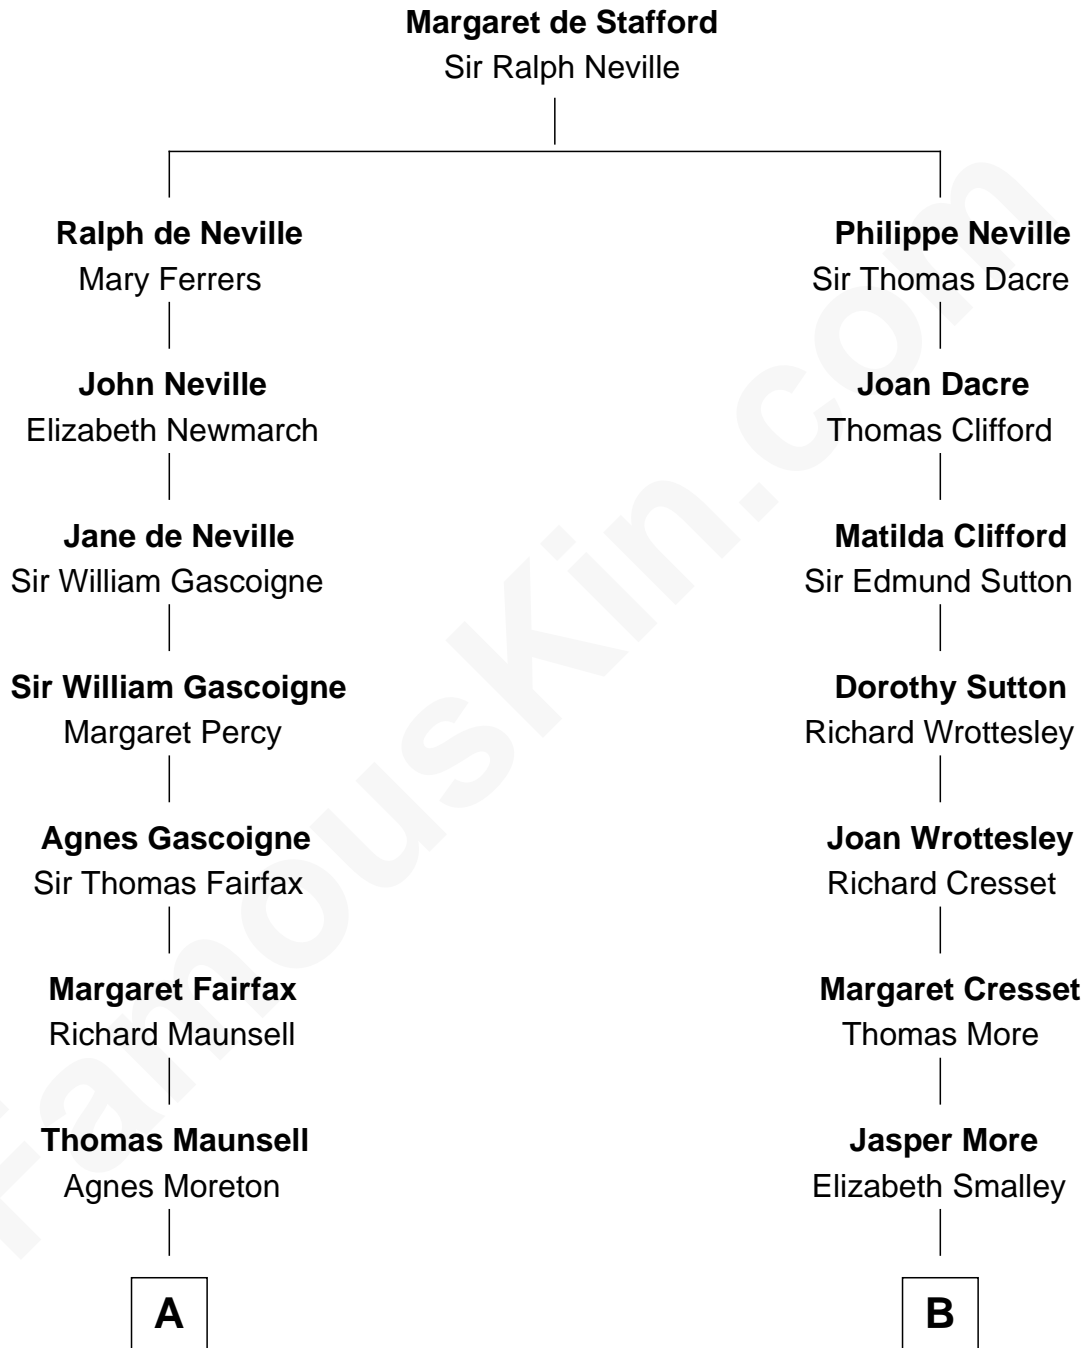 Margaret de Stafford
Sir Ralph Neville
Ralph de Neville
Mary Ferrers
Philippe Neville
Sir Thomas Dacre
John Neville
Elizabeth Newmarch
Joan Dacre
Thomas Clifford
Jane de Neville
Sir William Gascoigne
Matilda Clifford
Sir Edmund Sutton
Sir William Gascoigne
Margaret Percy
Dorothy Sutton
Richard Wrottesley
Agnes Gascoigne
Sir Thomas Fairfax
Joan Wrottesley
Richard Cresset
Margaret Fairfax
Richard Maunsell
Margaret Cresset
Thomas More
Thomas Maunsell
Agnes Moreton
Jasper More
Elizabeth Smalley
A
B
FamousKin.com